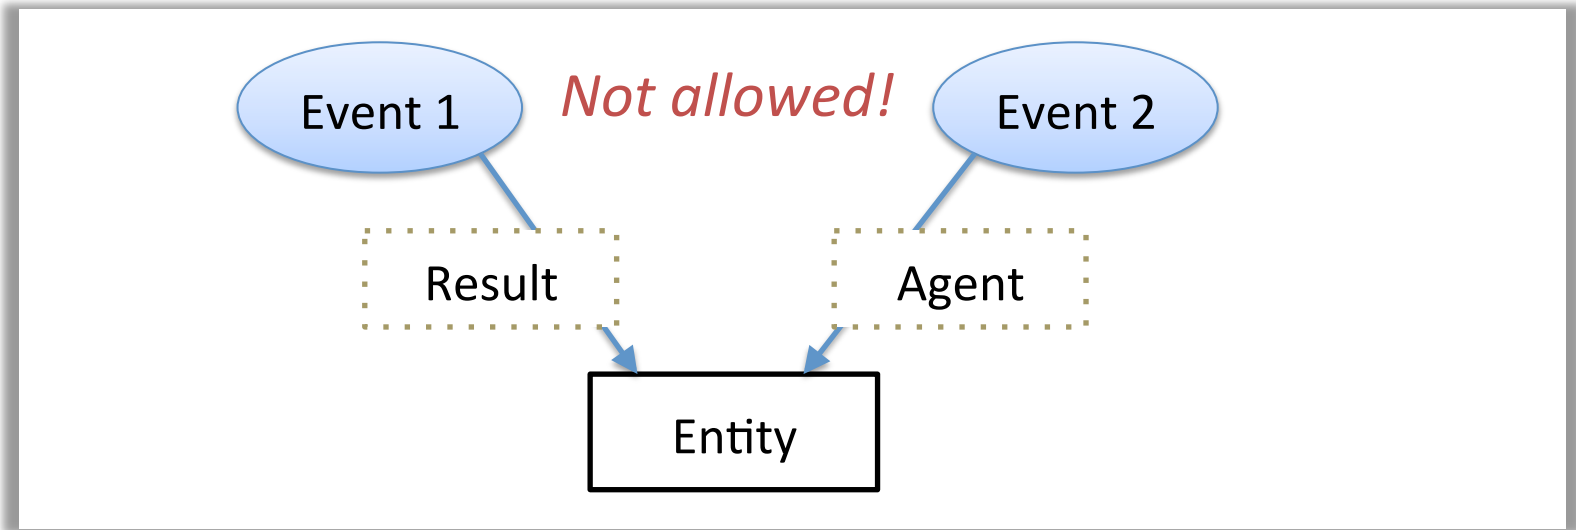 Event 1
Not allowed!
Event 2
Result
Agent
Entity